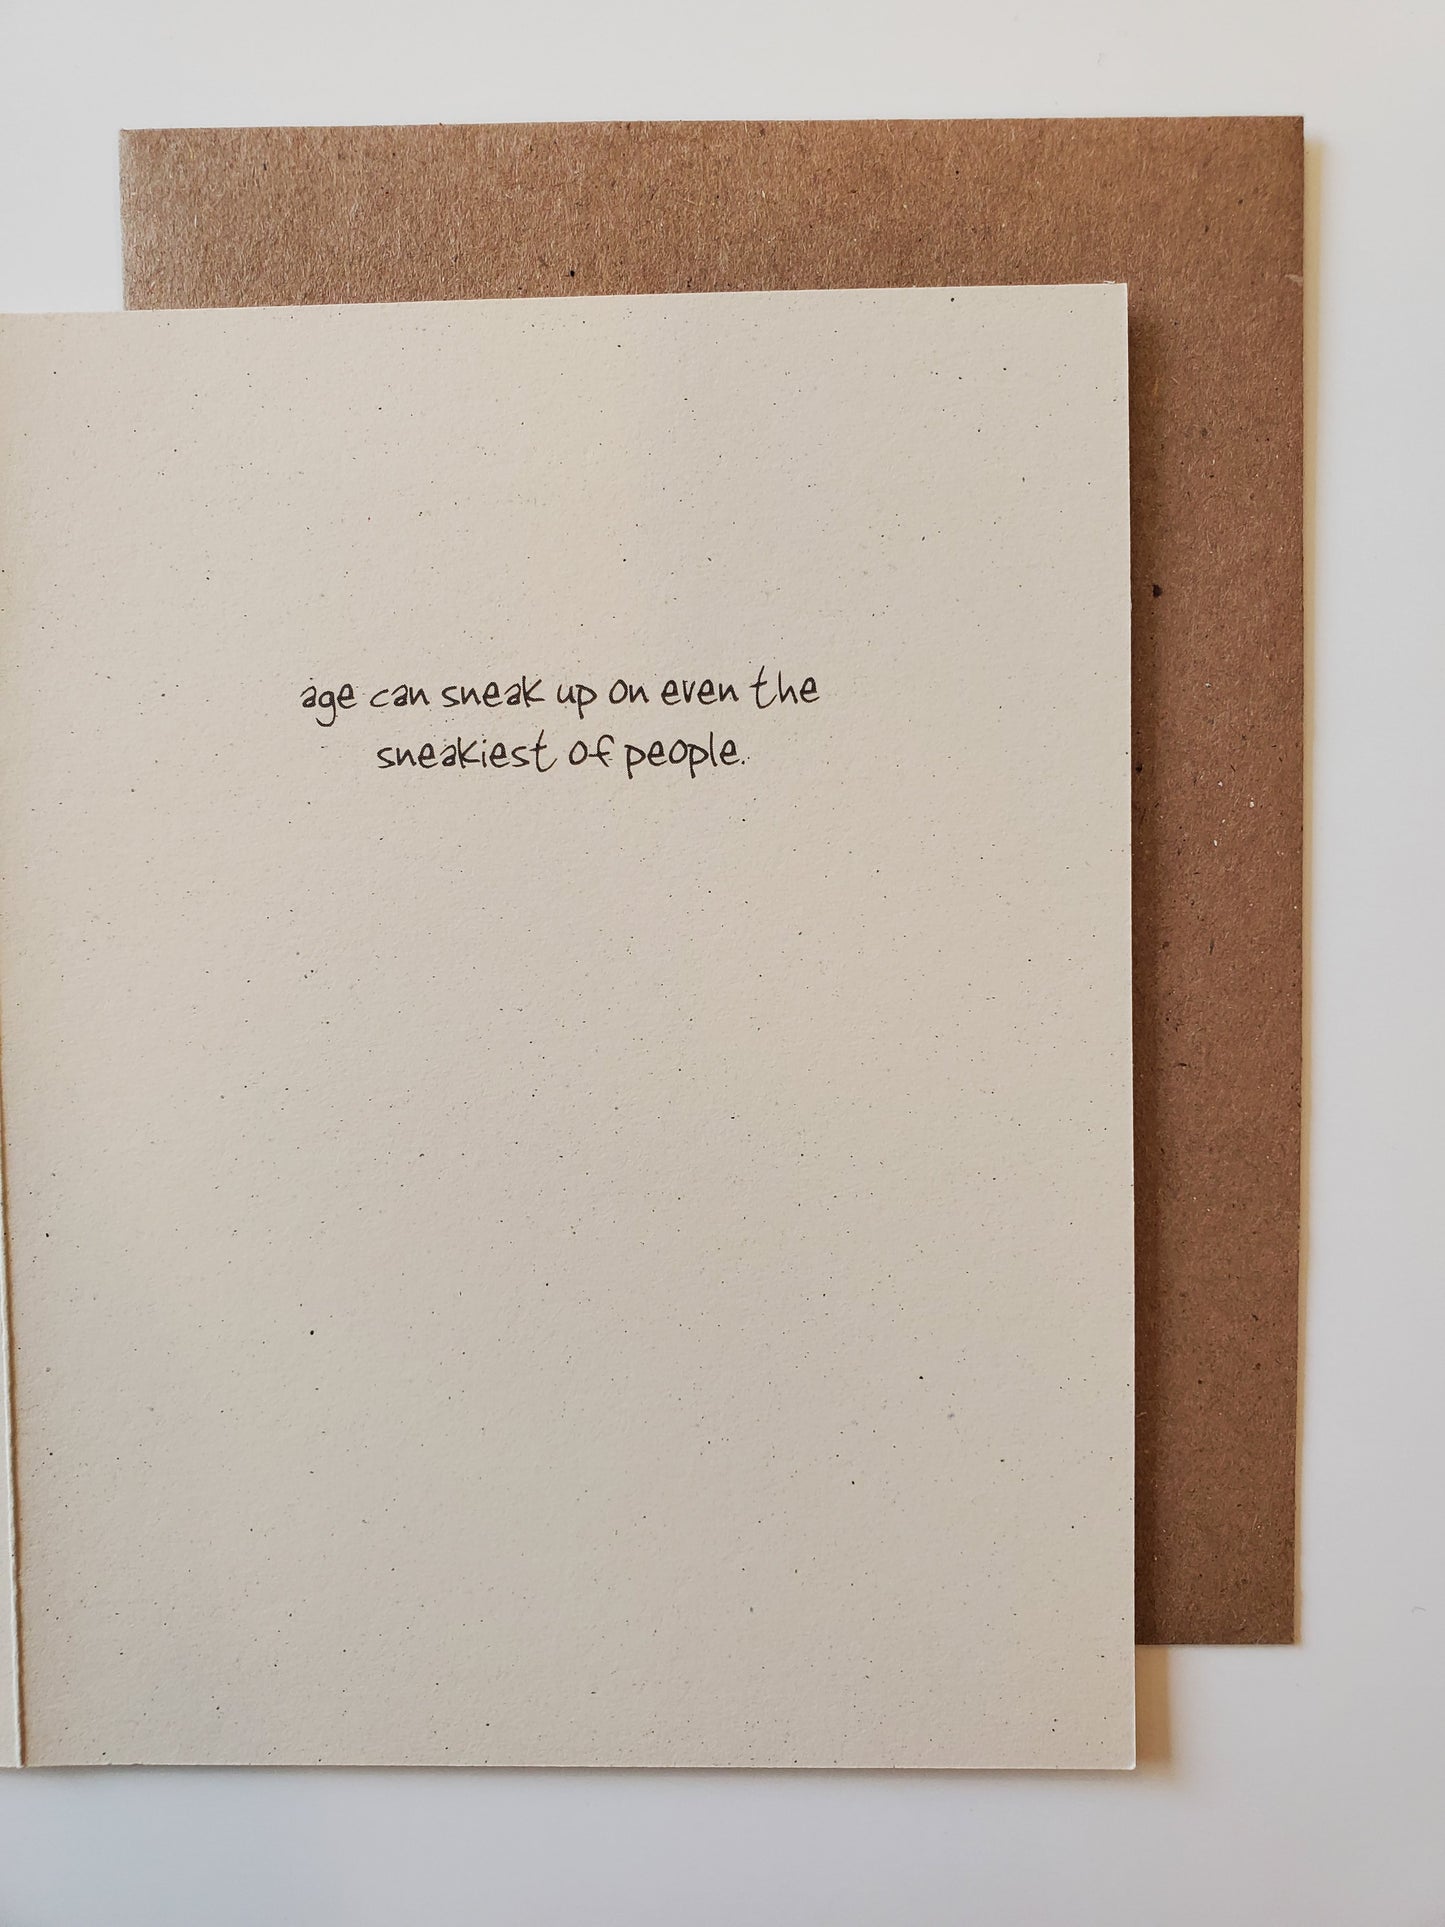 age can sneak up on even the
sneakiest of people.